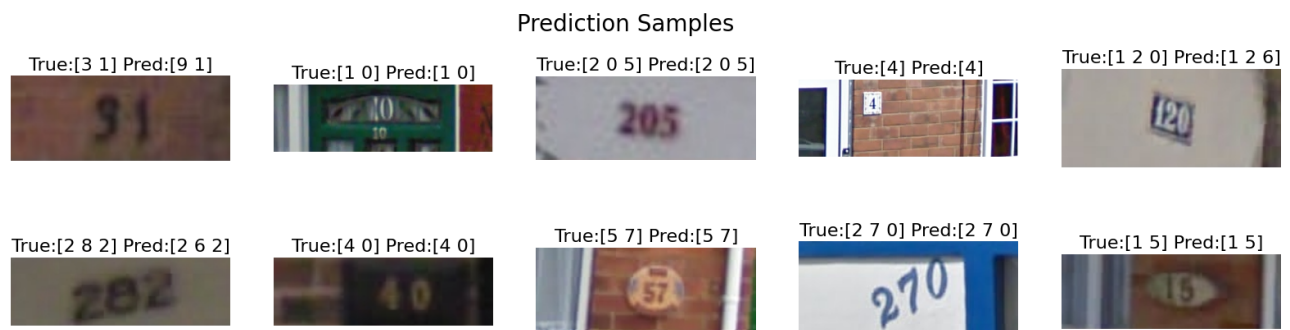 Prediction Samples
True:[3 1] Pred:[9 1]
True:[1 0] Pred:[1 0]
True:[2 0 5] Pred:[2 0 5]
True:[4] Pred:[4]
True:[1 2 0] Pred:[1 2 6]
31
10
10
205
4
120
True:[2 8 2] Pred:[2 6 2]
True:[4 0] Pred:[4 0]
True:[5 7] Pred:[5 7]
True:[2 7 0] Pred:[2 7 0]
True:[1 5] Pred:[1 5]
282
40
57
270
15